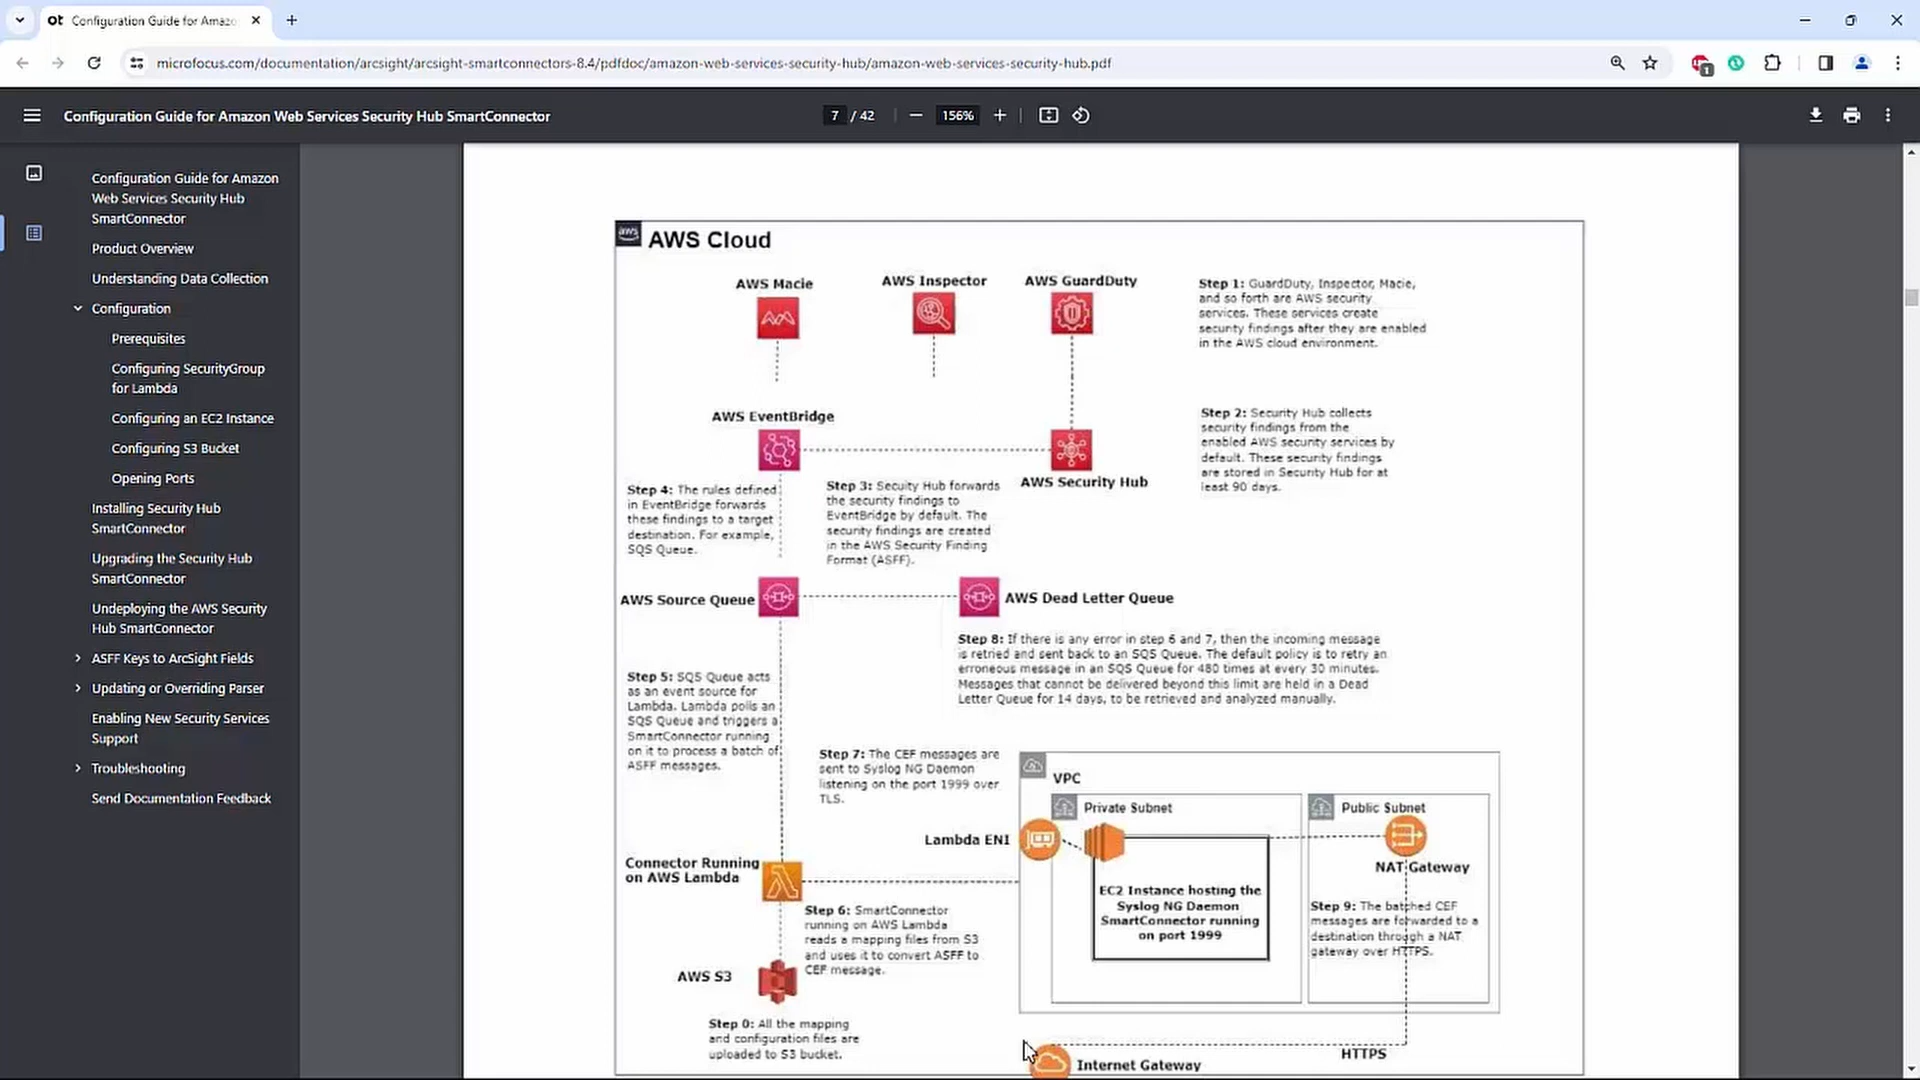 ot Configuration Guide for Amazo
microfocus.com/documentation/arcsight/arcsight-smartconnectors-8.4/pdfdoc/amazon-web-services-security-hub/amazon-web-services-security-hub.pdf
1
Configuration Guide for Amazon Web Services Security Hub SmartConnector
7 / 42
156%
Configuration Guide for Amazon
Web Services Security Hub
SmartConnector
Product Overview
Understanding Data Collection
Configuration
Prerequisites
Configuring SecurityGroup
for Lambda
Configuring an EC2 Instance
Configuring S3 Bucket
Opening Ports
Installing Security Hub
SmartConnector
Upgrading the Security Hub
SmartConnector
Undeploying the AWS Security
Hub SmartConnector
ASFF Keys to ArcSight Fields
Updating or Overriding Parser
Enabling New Security Services
Support
Troubleshooting
Send Documentation Feedback
aws
AWS Cloud
AWS Macie
AWS Inspector
AWS GuardDuty
Step 1: GuardDuty, Inspector, Macie,
and so forth are AWS security
services. These services create
security findings after they are enabled
in the AWS cloud environment.
AWS EventBridge
AWS Security Hub
Step 2: Security Hub collects
security findings from the
enabled AWS security services by
default. These security findings
are stored in Security Hub for at
least 90 days.
Step 4: The rules defined
in EventBridge forwards
these findings to a target
destination. For example,
SQS Queue.
Step 3: Secuity Hub forwards
the security findings to
EventBridge by default. The
security findings are created
in the AWS Security Finding
Format (ASFF).
AWS Source Queue
AWS Dead Letter Queue
Step 8: If there is any error in step 6 and 7, then the incoming message
is retried and sent back to an SQS Queue. The default policy is to retry an
erroneous message in an SQS Queue for 480 times at every 30 minutes.
Messages that cannot be delivered beyond this limit are held in a Dead
Letter Queue for 14 days, to be retrieved and analyzed manually.
Step 5: SQS Queue acts
as an event source for
Lambda. Lambda polls an
SQS Queue and triggers a
SmartConnector running
on it to process a batch of
ASFF messages.
Step 7: The CEF messages are
sent to Syslog NG Daemon
listening on the port 1999 over
TLS.
VPC
Private Subnet
Public Subnet
Lambda ENI
NAT Gateway
Connector Running
on AWS Lambda
EC2 Instance hosting the
Syslog NG Daemon
SmartConnector running
on port 1999
Step 9: The batched CEF
messages are forwarded to a
destination through a NAT
gateway over HTTPS.
Step 6: SmartConnector
running on AWS Lambda
reads a mapping files from S3
and uses it to convert ASFF to
CEF message.
AWS S3
Step 0: All the mapping
and configuration files are
uploaded to S3 bucket.
HTTPS
Internet Gateway